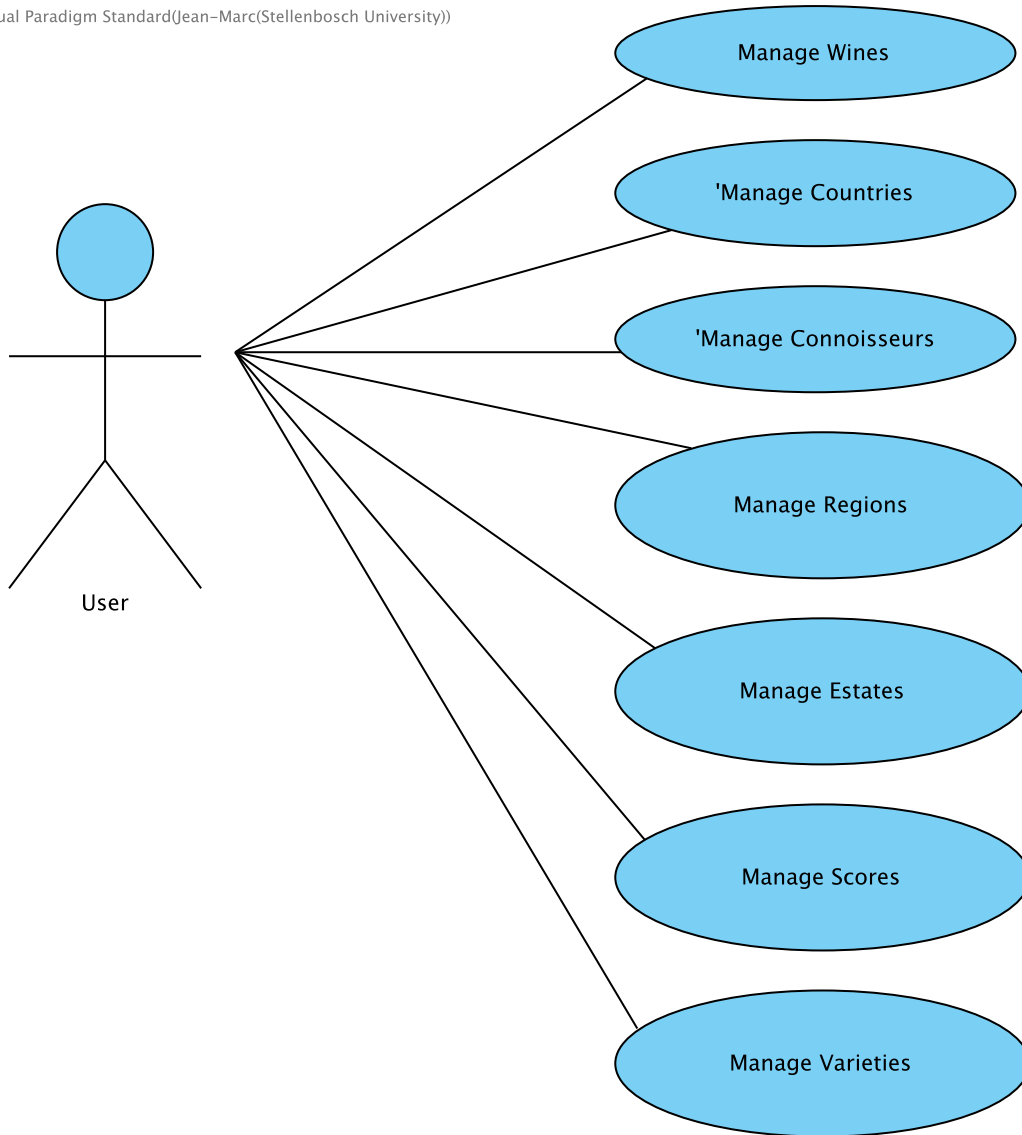 ual Paradigm Standard(Jean-Marc(Stellenbosch University))
Manage Wines
'Manage Countries
'Manage Connoisseurs
Manage Regions
User
Manage Estates
Manage Scores
Manage Varieties